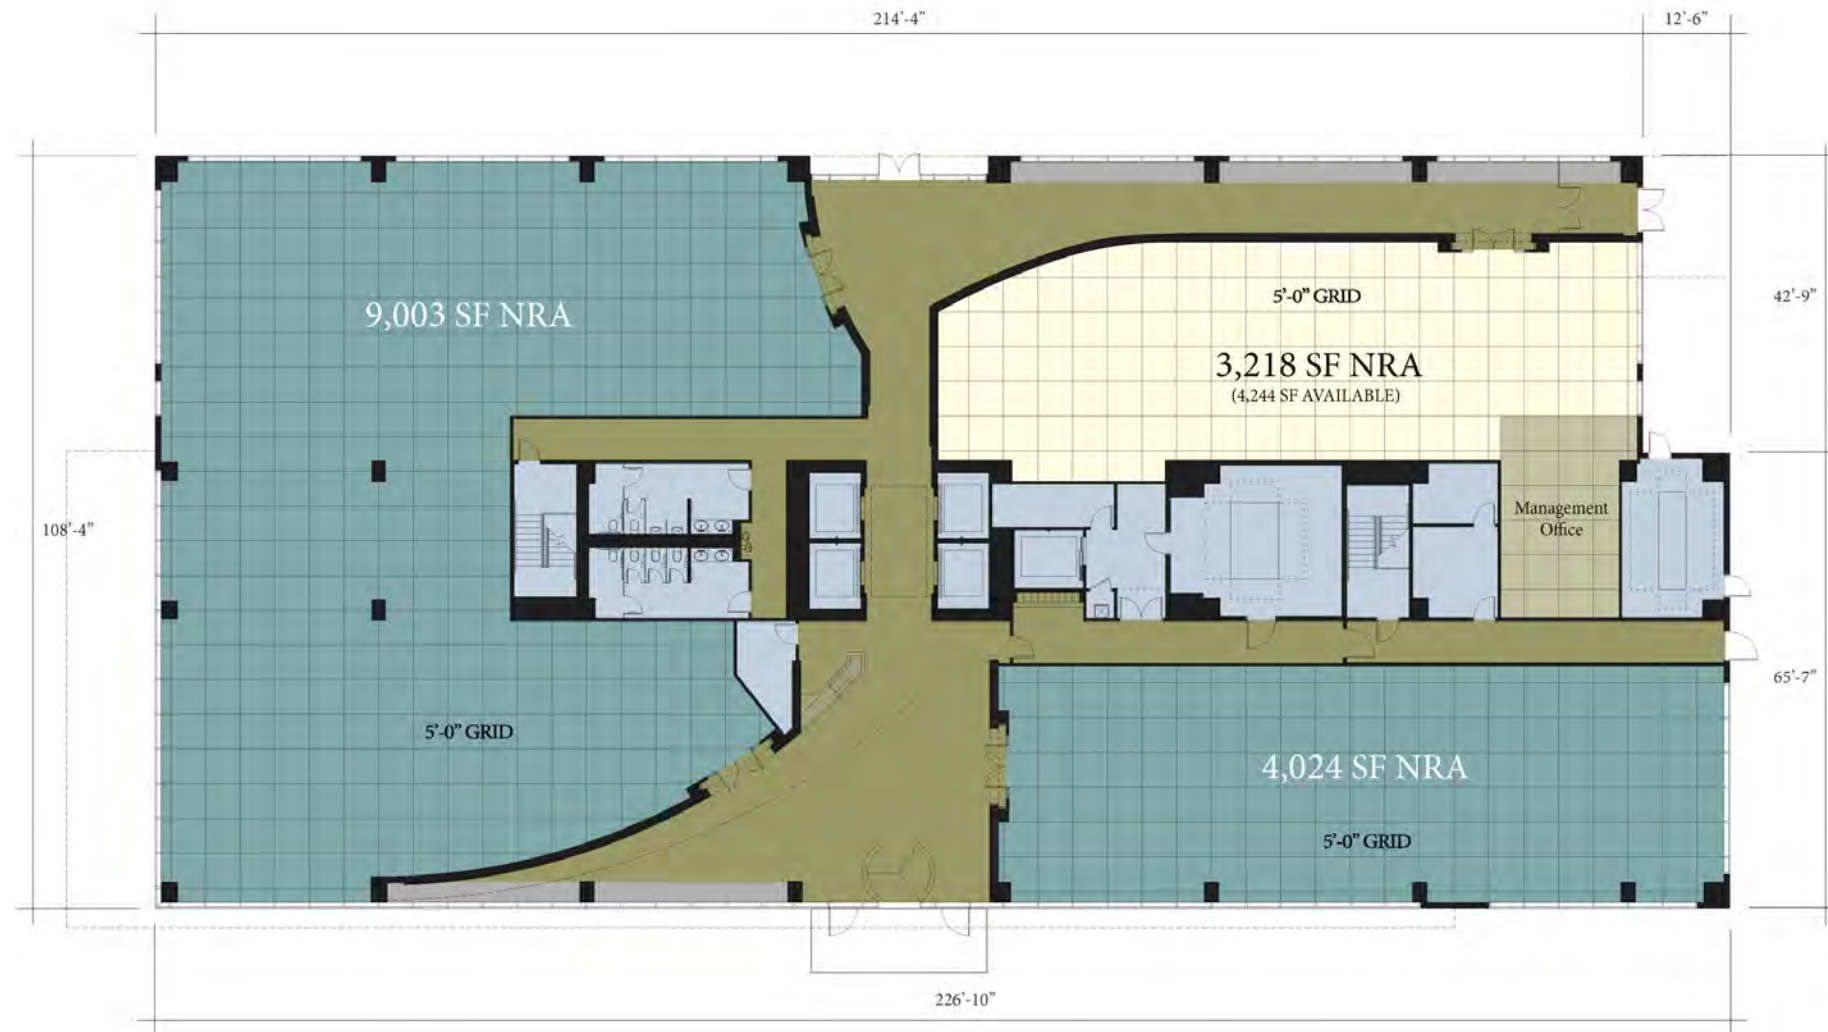 214'-4"
12'-6"
5'-0" GRID
42'-9"
9,003 SF NRA
3,218 SF NRA
(4,244 SF AVAILABLE)
Management
Office
108'-4"
65'-7"
5'-0" GRID
4,024 SF NRA
5'-0" GRID
226'-10"